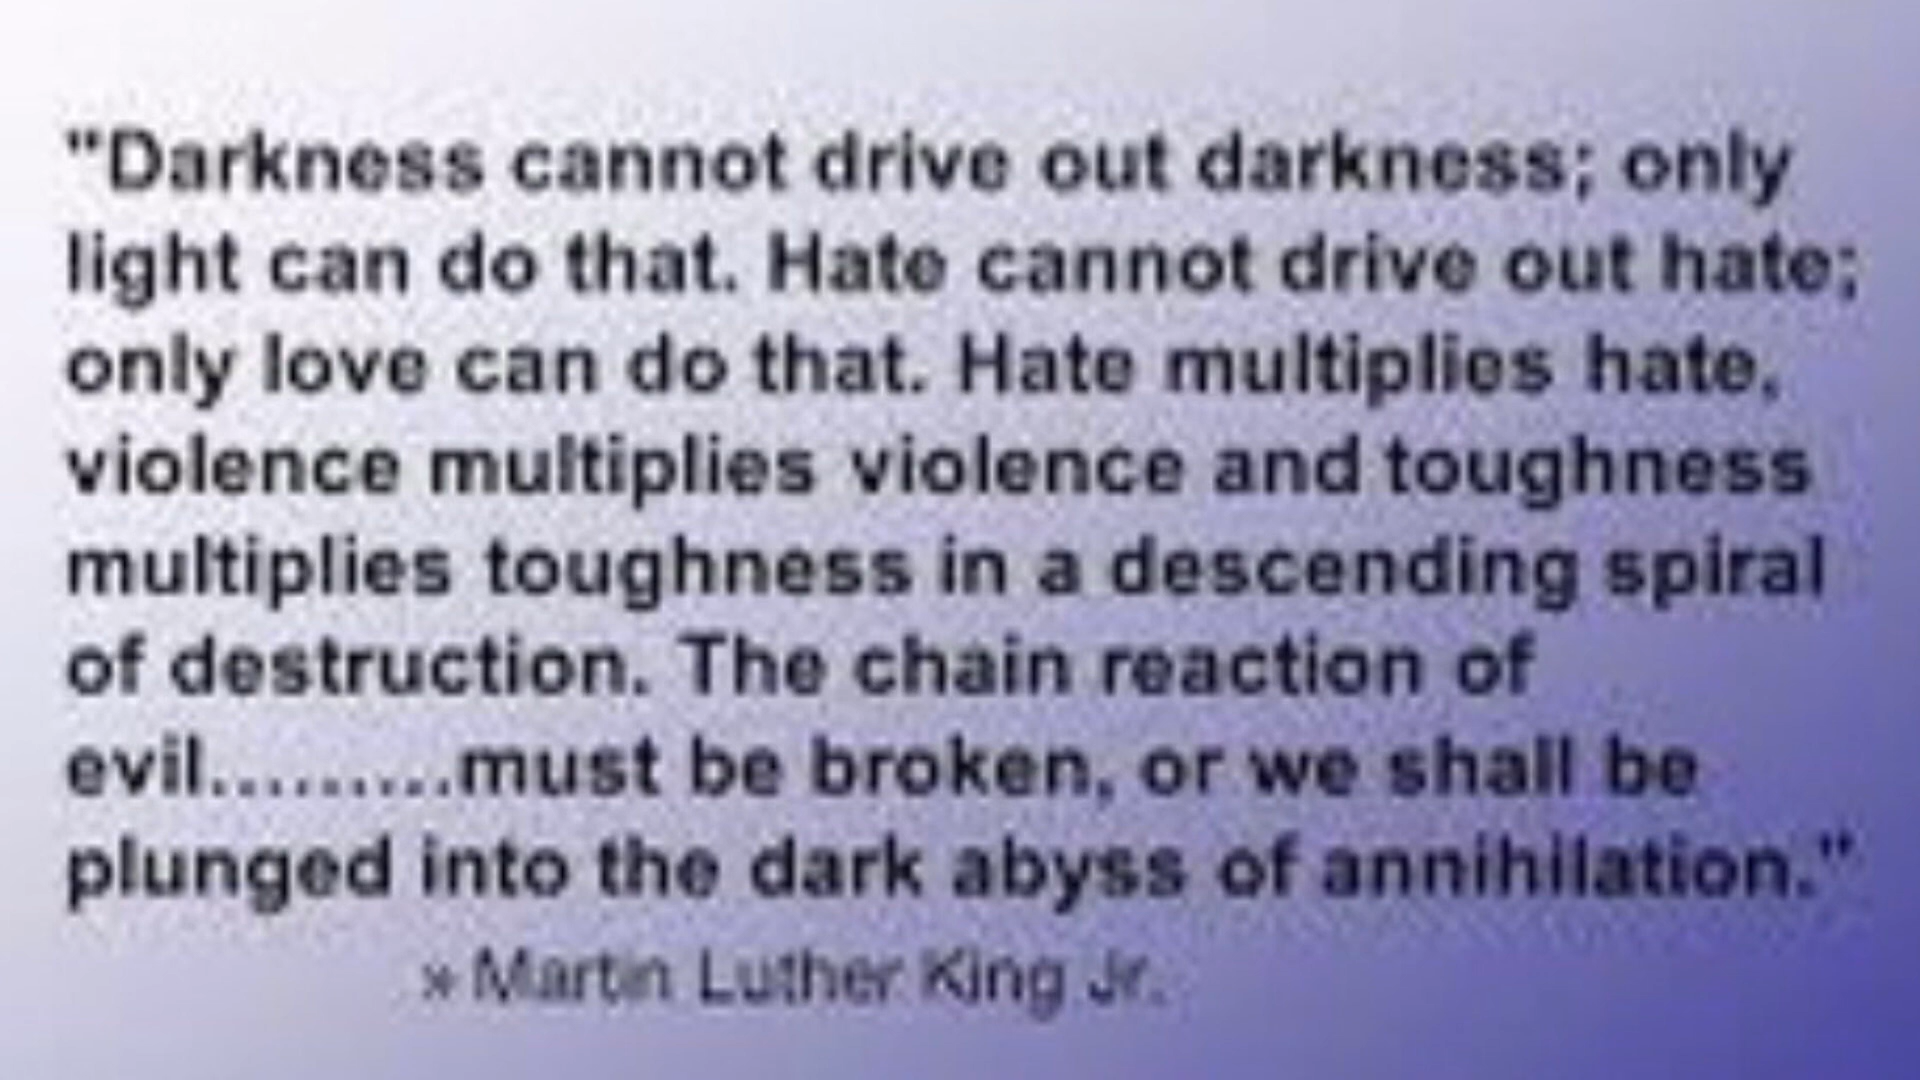 "Darkness cannot drive out darkness; only
light can do that. Hate cannot drive out hate;
only love can do that. Hate multiplies hate,
violence multiplies violence and toughness
multiplies toughness in a descending spiral
of destruction. The chain reaction of
evil.........must be broken, or we shall be
plunged into the dark abyss of annihilation."
» Martin Luther King Jr.